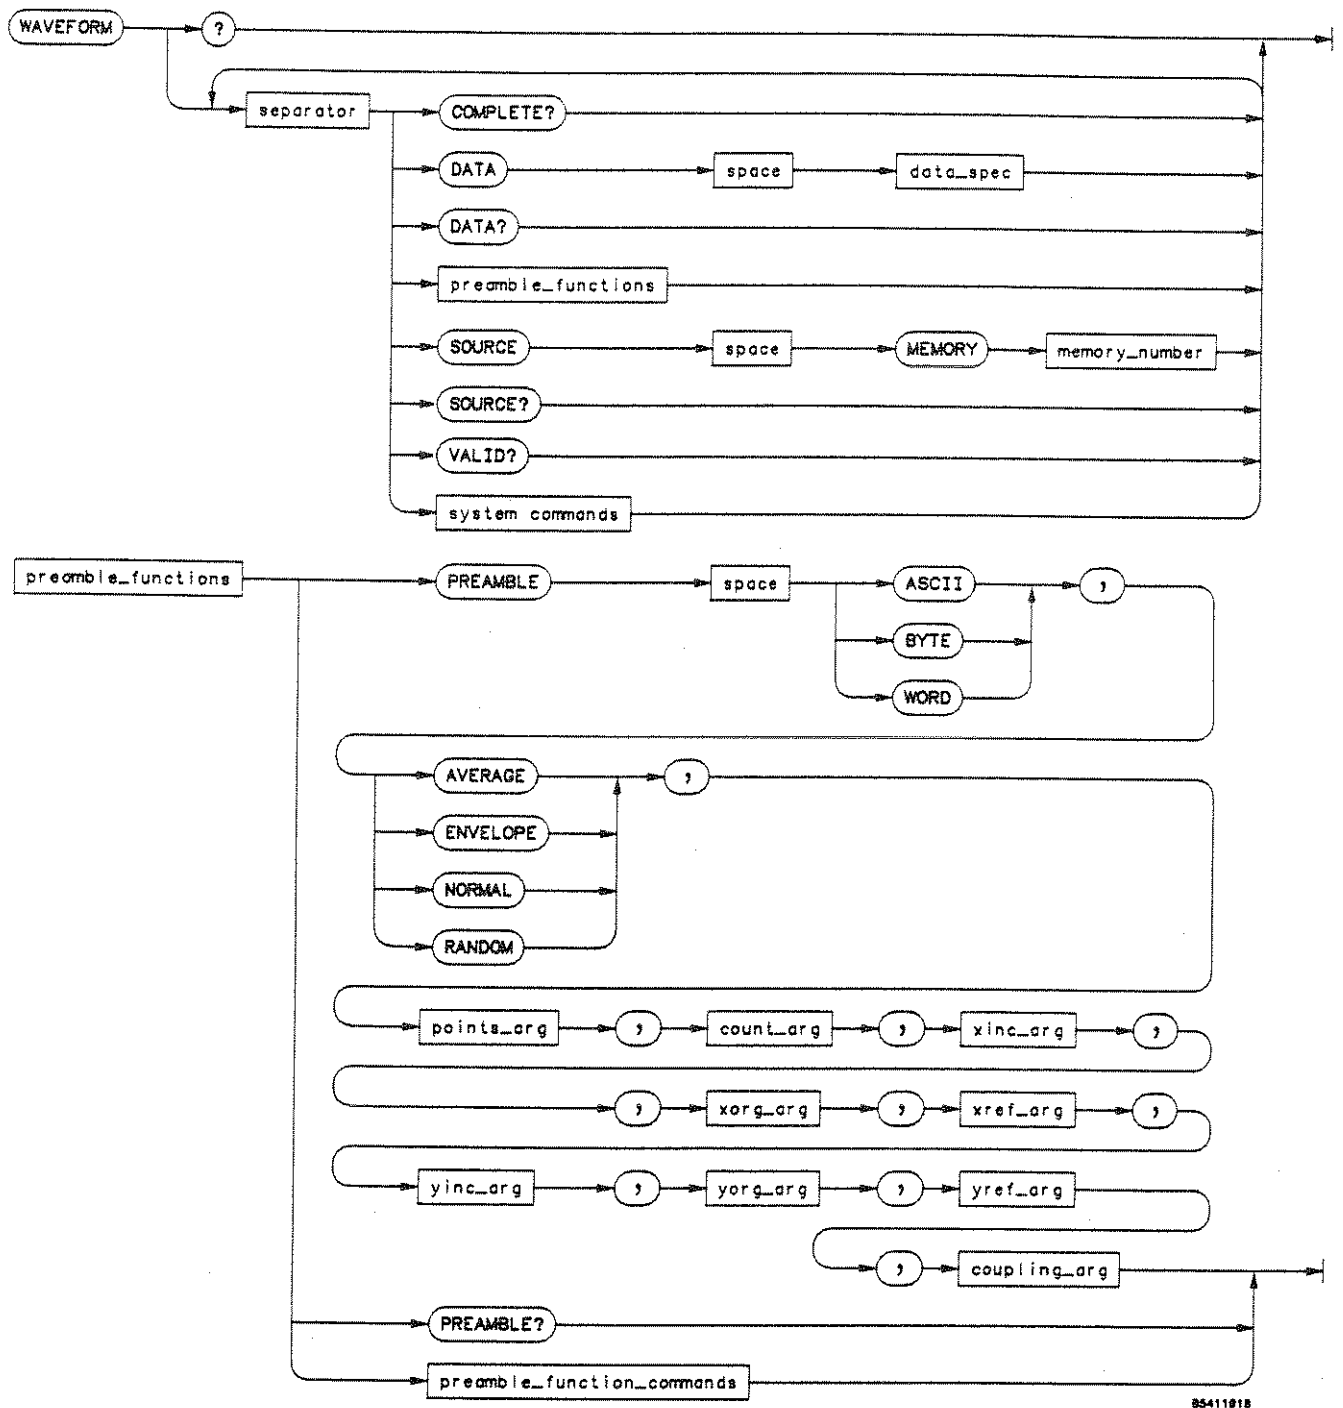 WAVEFORM ?
separator COMPLETE?
DATA space data_spec
DATA?
preamble_functions
SOURCE space MEMORY memory_number
SOURCE?
VALID?
system commands
preamble_functions PREAMBLE space ASCII ,
BYTE
WORD
AVERAGE ,
ENVELOPE
NORMAL
RANDOM
points_arg , count_arg , xinc_arg ,
, xorg_arg , xref_arg ,
yinc_arg , yorg_arg , yref_arg
, coupling_arg
PREAMBLE?
preamble_function_commands
85411918